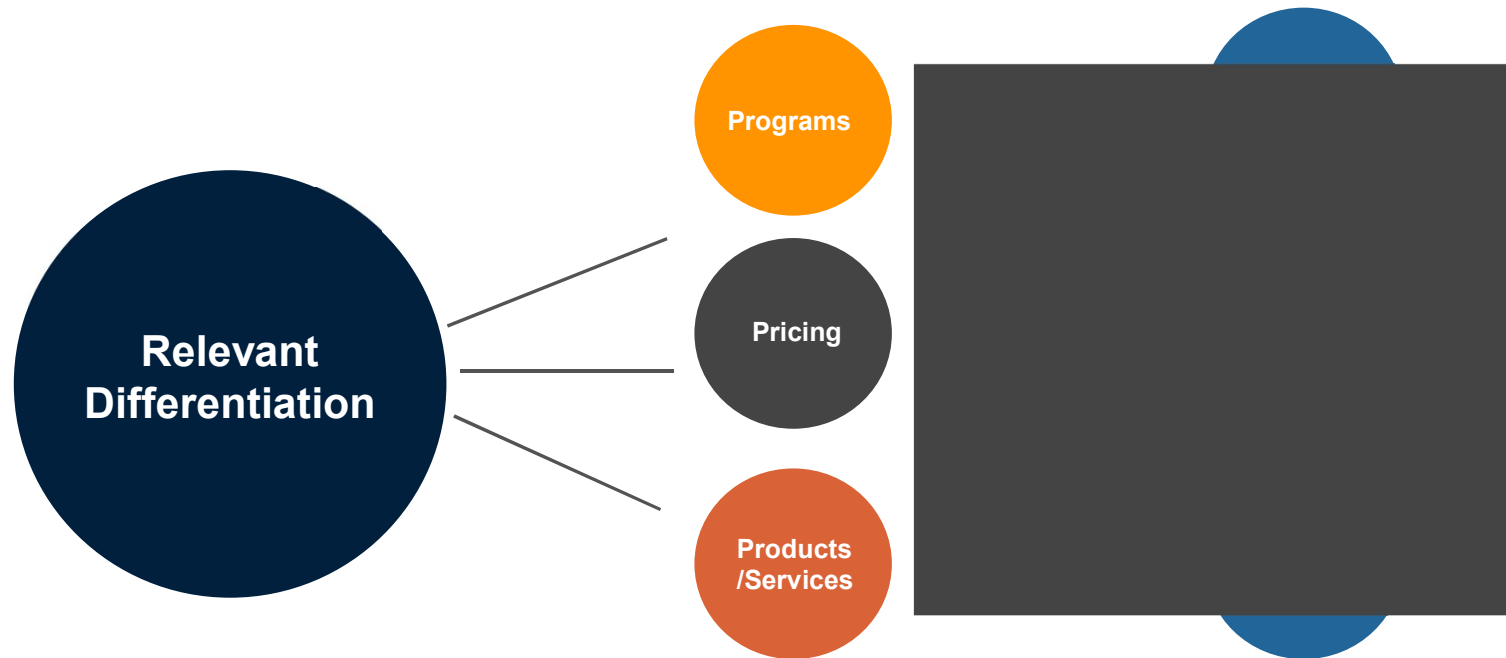 Relevant
Differentiation
Programs
Pricing
Products
/Services